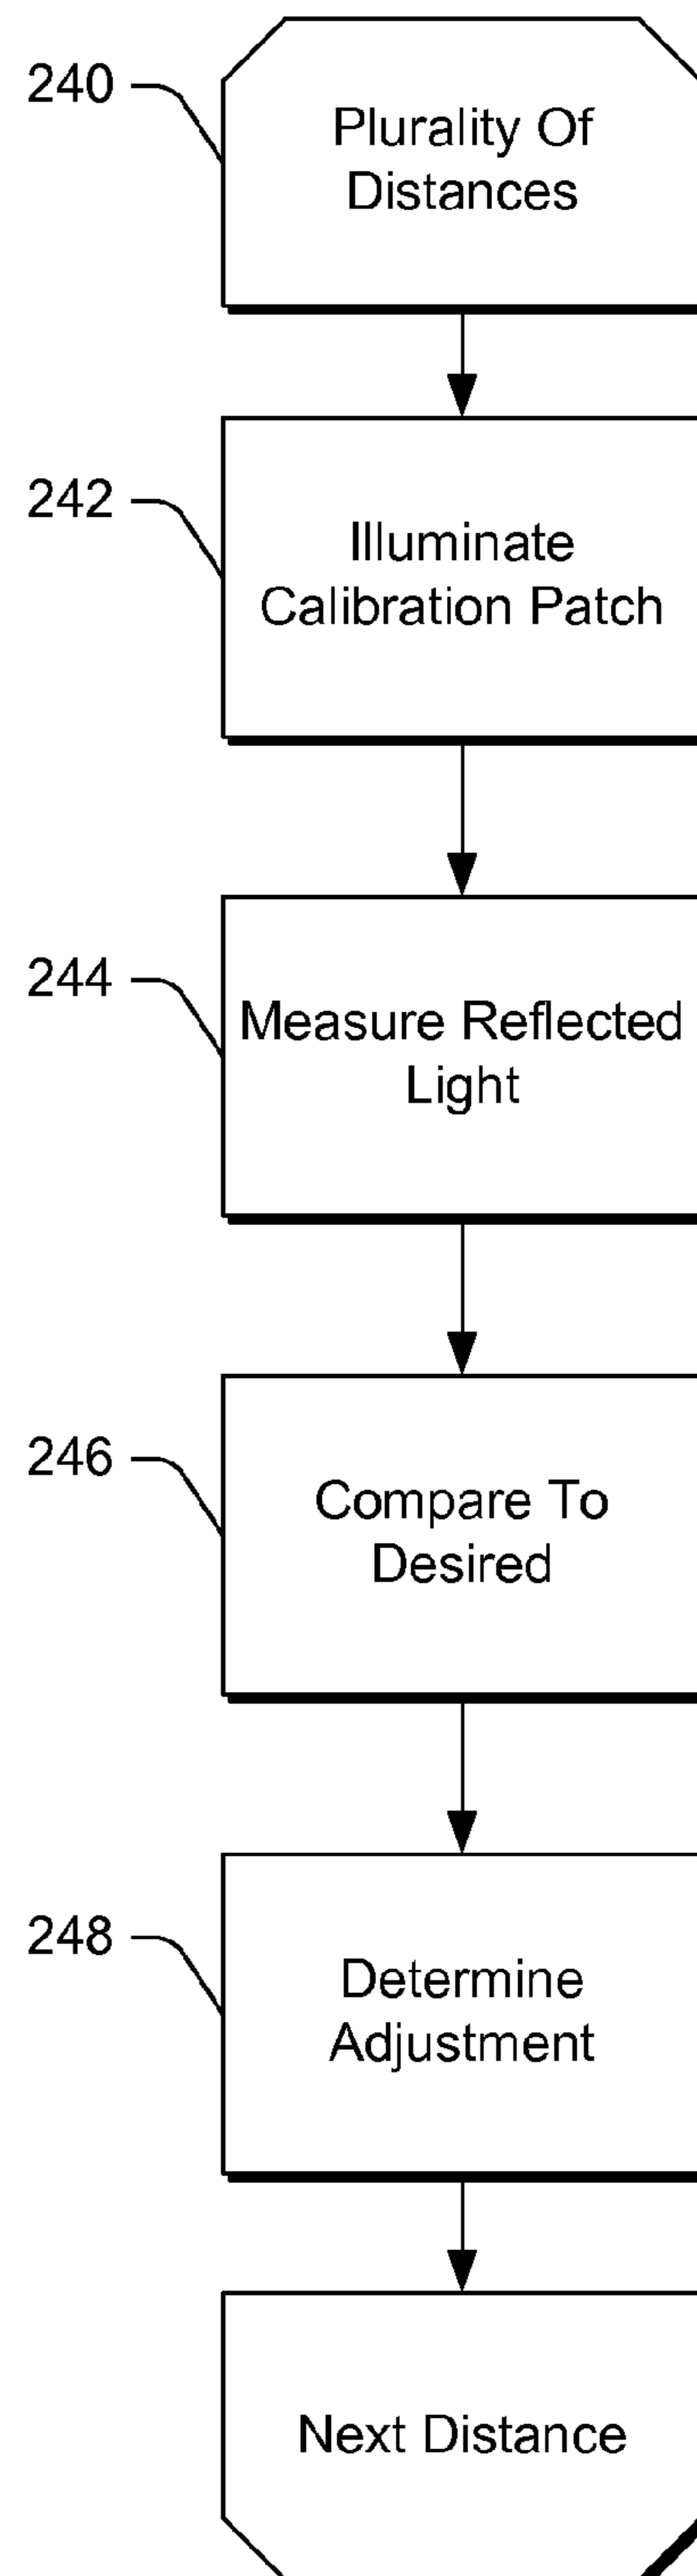 240
Plurality Of
Distances
242
Illuminate
Calibration Patch
244
Measure Reflected
Light
246
Compare To
Desired
248
Determine
Adjustment
Next Distance